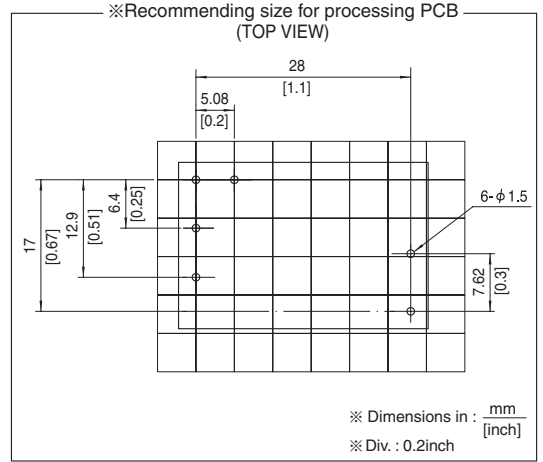 ※Recommending size for processing PCB
(TOP VIEW)
28
[1.1]
5.08
[0.2]
17
[0.67]
12.9
[0.51]
6.4
[0.25]
6-ϕ1.5
7.62
[0.3]
※ Dimensions in : mm
[inch]
※Div. : 0.2inch